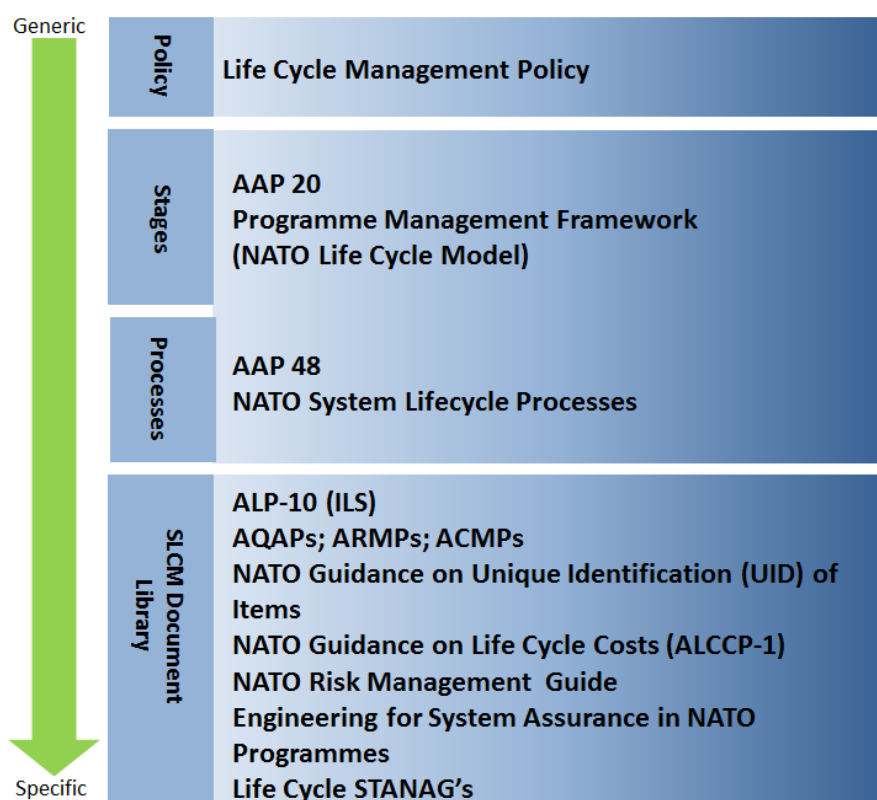 Generic
Policy
Life Cycle Management Policy
Stages
AAP 20
Programme Management Framework
(NATO Life Cycle Model)
Processes
AAP 48
NATO System Lifecycle Processes
SLCM Document
Library
ALP-10 (ILS)
AQAPs; ARMPs; ACMPs
NATO Guidance on Unique Identification (UID) of
Items
NATO Guidance on Life Cycle Costs (ALCCP-1)
NATO Risk Management Guide
Engineering for System Assurance in NATO
Programmes
Life Cycle STANAG's
Specific